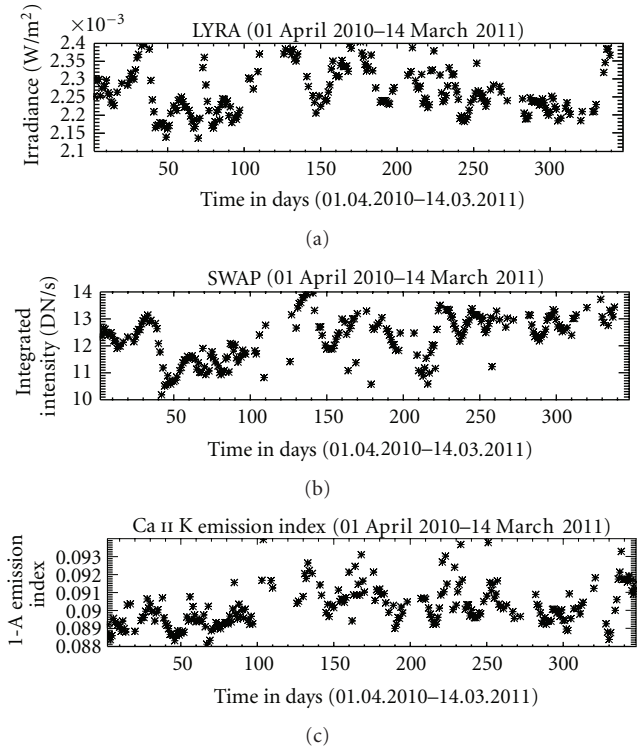 ×10⁻³ LYRA (01 April 2010–14 March 2011)
Irradiance (W/m²)
2.4
2.35
2.3
2.25
2.2
2.15
2.1
50 100 150 200 250 300
Time in days (01.04.2010–14.03.2011)
(a)
SWAP (01 April 2010–14 March 2011)
Integrated
intensity (DN/s)
14
13
12
11
10
50 100 150 200 250 300
Time in days (01.04.2010–14.03.2011)
(b)
Ca II K emission index (01 April 2010–14 March 2011)
1-A emission
index
0.093
0.092
0.091
0.09
0.089
0.088
50 100 150 200 250 300
Time in days (01.04.2010–14.03.2011)
(c)